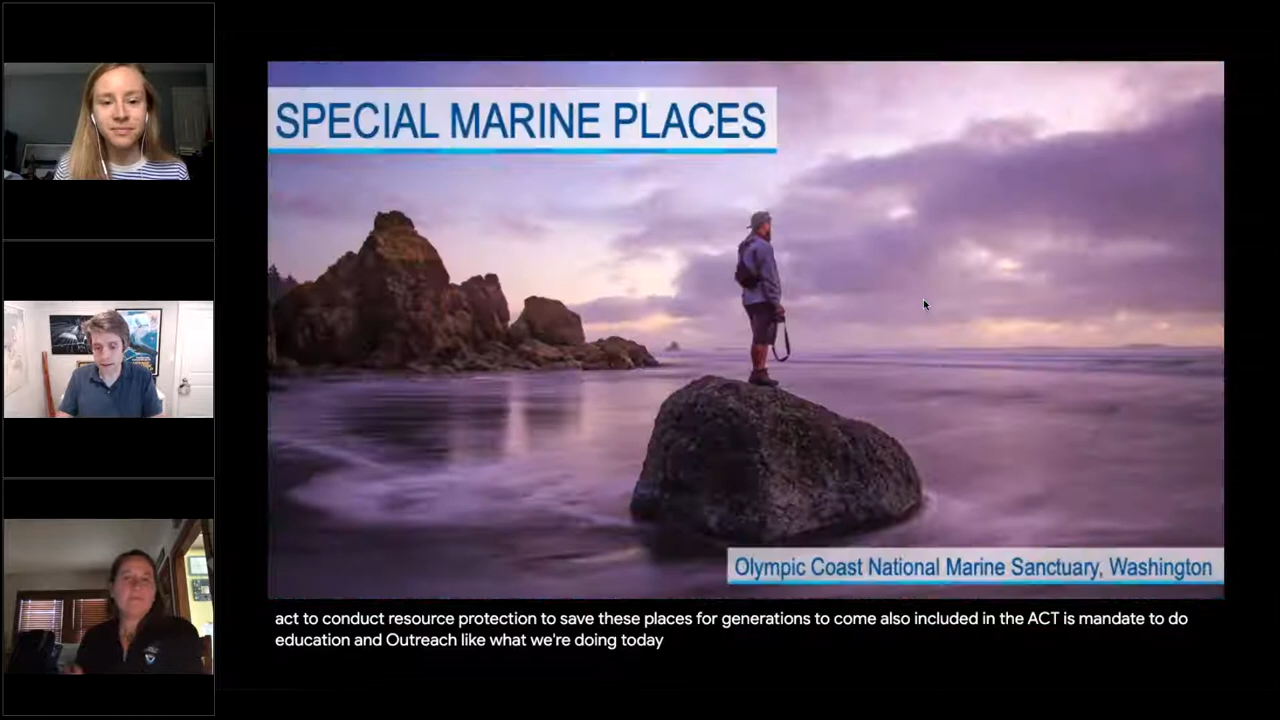 SPECIAL MARINE PLACES
Olympic Coast National Marine Sanctuary, Washington
act to conduct resource protection to save these places for generations to come also included in the ACT is mandate to do
education and Outreach like what we're doing today